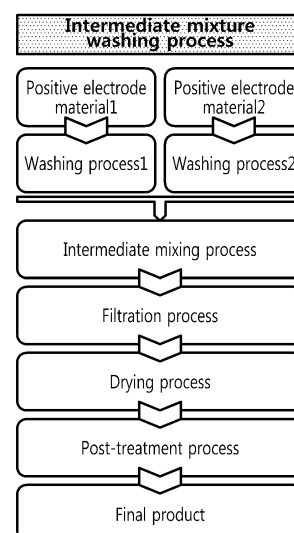 Intermediate mixture
washing process
Positive electrode
material1
Positive electrode
material2
Washing process1
Washing process2
Intermediate mixing process
Filtration process
Drying process
Post-treatment process
Final product